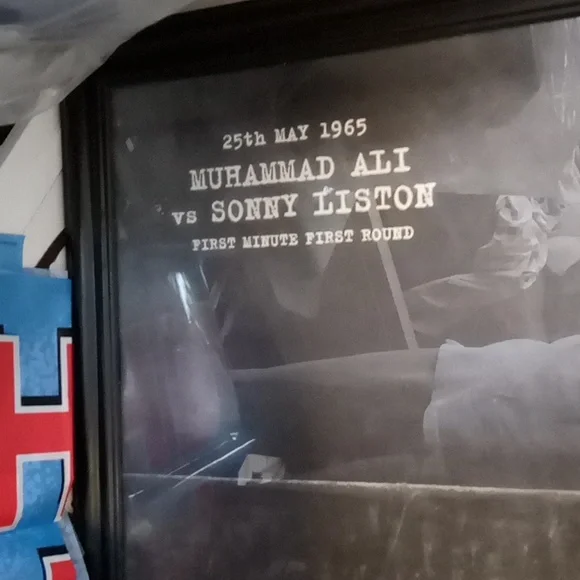 25th MAY 1965
MUHAMMAD ALI
vs SONNY LISTON
FIRST MINUTE FIRST ROUND